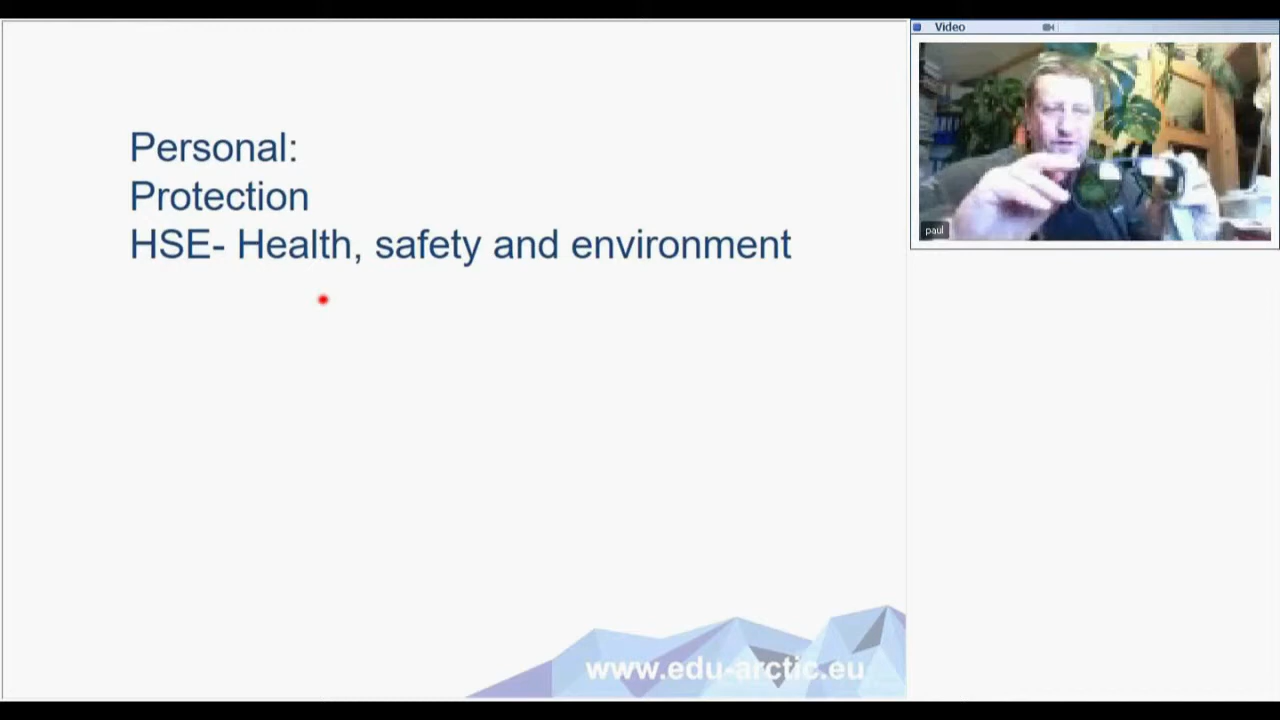 Video
Personal:
Protection
HSE- Health, safety and environment
paul
www.edu-arctic.eu